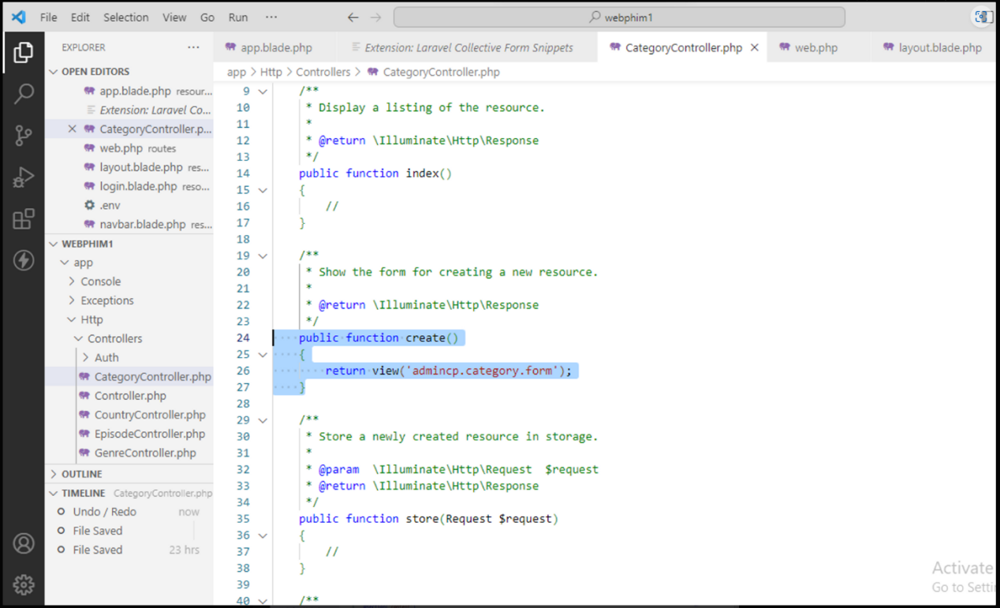 File Edit Selection View Go Run ··· webphim1
EXPLORER ···
OPEN EDITORS
app.blade.php resour...
Extension: Laravel Co...
CategoryController.p...
web.php routes
layout.blade.php res...
login.blade.php reso...
.env
navbar.blade.php res...
WEBPHIM1
app
Console
Exceptions
Http
Controllers
Auth
CategoryController.php
Controller.php
CountryController.php
EpisodeController.php
GenreController.php
OUTLINE
TIMELINE CategoryController.php
Undo / Redo now
File Saved
File Saved 23 hrs
app.blade.php Extension: Laravel Collective Form Snippets CategoryController.php web.php layout.blade.php
app > Http > Controllers > CategoryController.php
9 /**
10 * Display a listing of the resource.
11 *
12 * @return \Illuminate\Http\Response
13 */
14 public function index()
15 {
16 //
17 }
18
19 /**
20 * Show the form for creating a new resource.
21 *
22 * @return \Illuminate\Http\Response
23 */
24 public function create()
25 {
26 return view('admincp.category.form');
27 }
28
29 /**
30 * Store a newly created resource in storage.
31 *
32 * @param \Illuminate\Http\Request $request
33 * @return \Illuminate\Http\Response
34 */
35 public function store(Request $request)
36 {
37 //
38 }
39
40 /**
Activate
Go to Setti